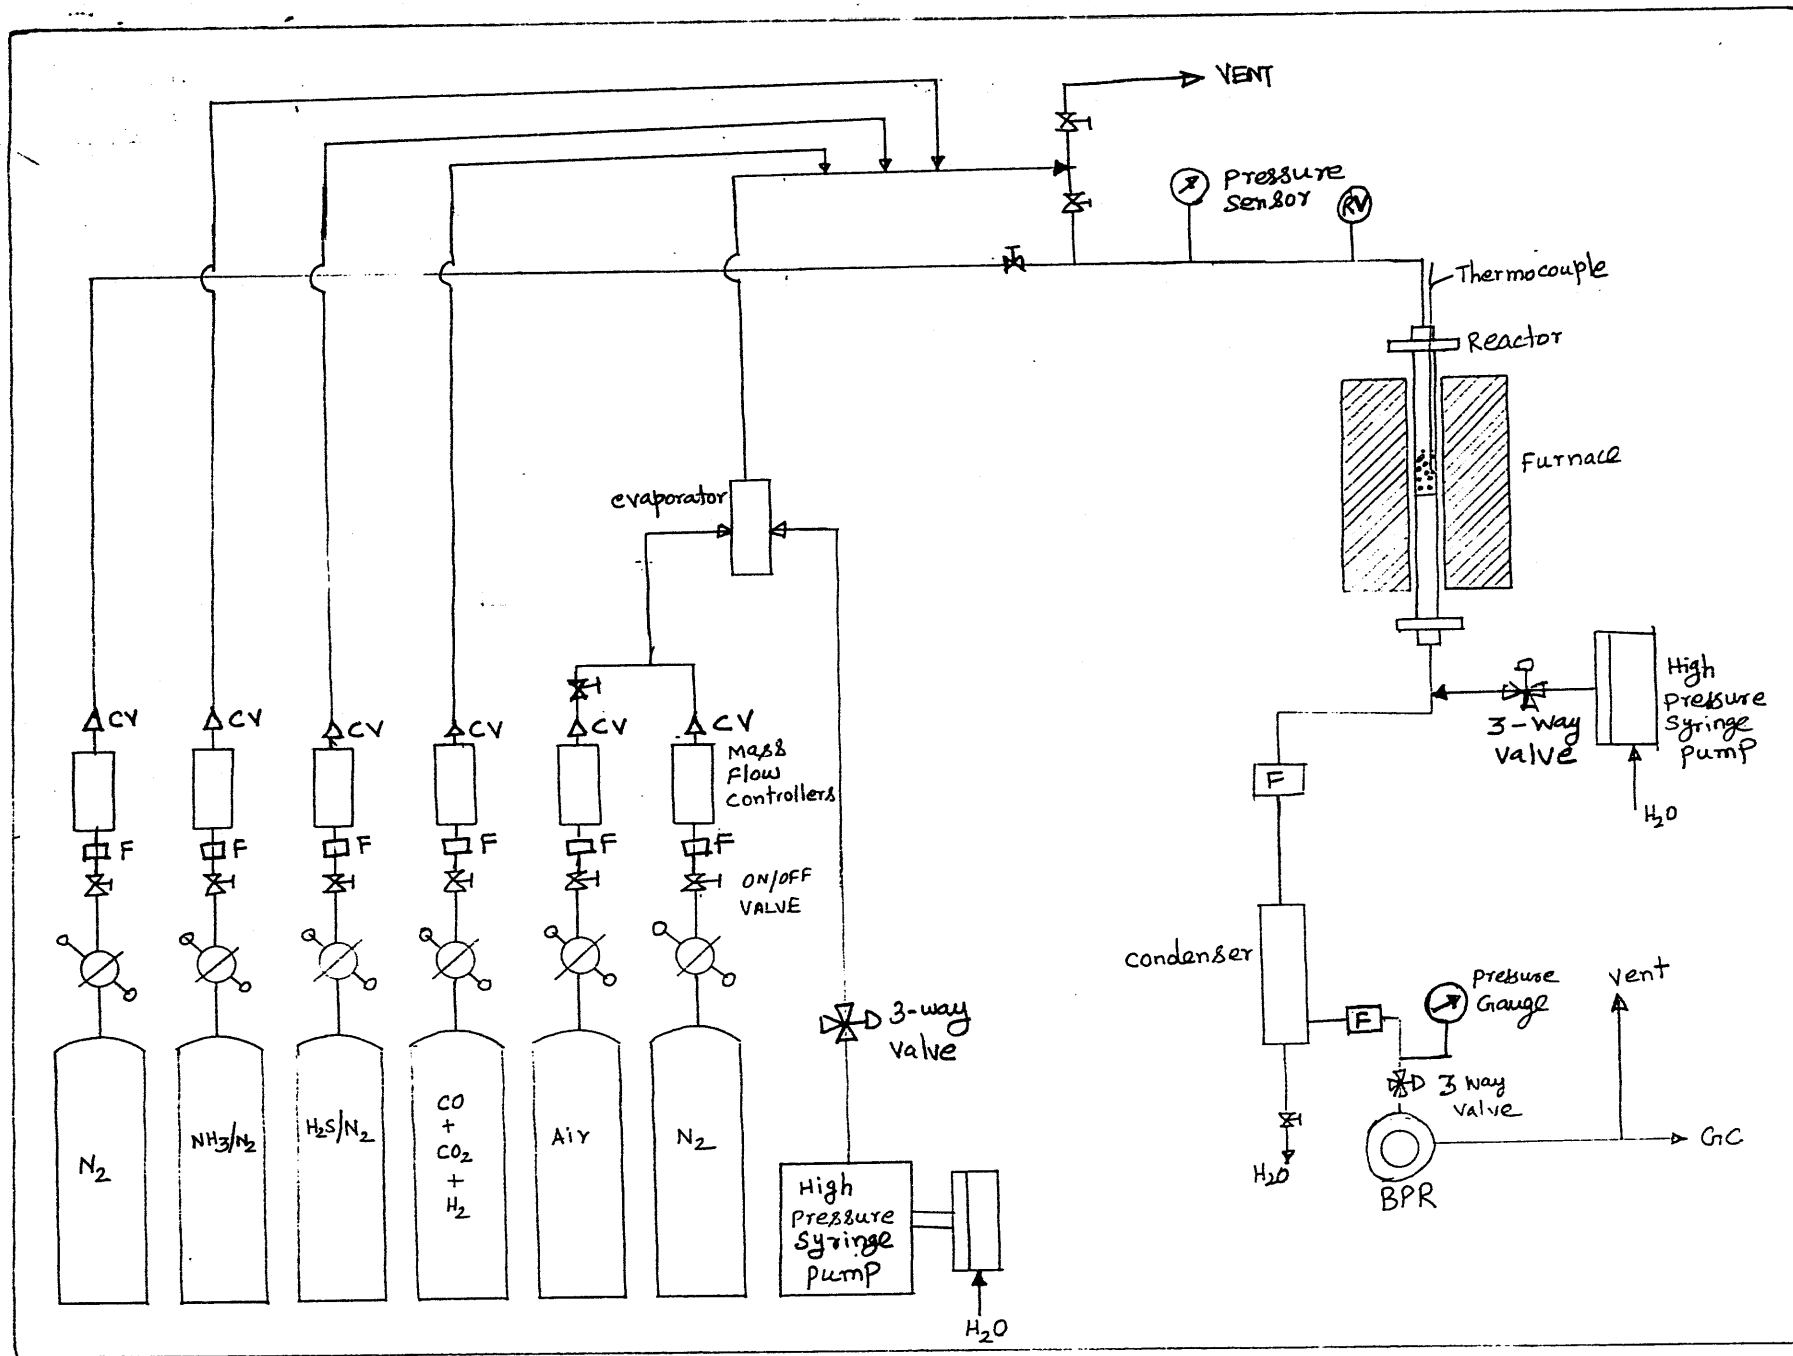 VENT
Pressure
Sensor
RV
Thermocouple
Reactor
Furnace
evaporator
High
Pressure
Syringe
Pump
3-Way
Valve
H2O
CV
CV
CV
CV
CV
CV
Mass
Flow
Controllers
F
F
F
F
F
F
F
ON/OFF
VALVE
condenser
Pressure
Gauge
vent
F
3-way
Valve
3 Way
Valve
GC
BPR
H2O
N2
NH3/N2
H2S/N2
CO
+
CO2
+
H2
Air
N2
High
Pressure
Syringe
Pump
H2O